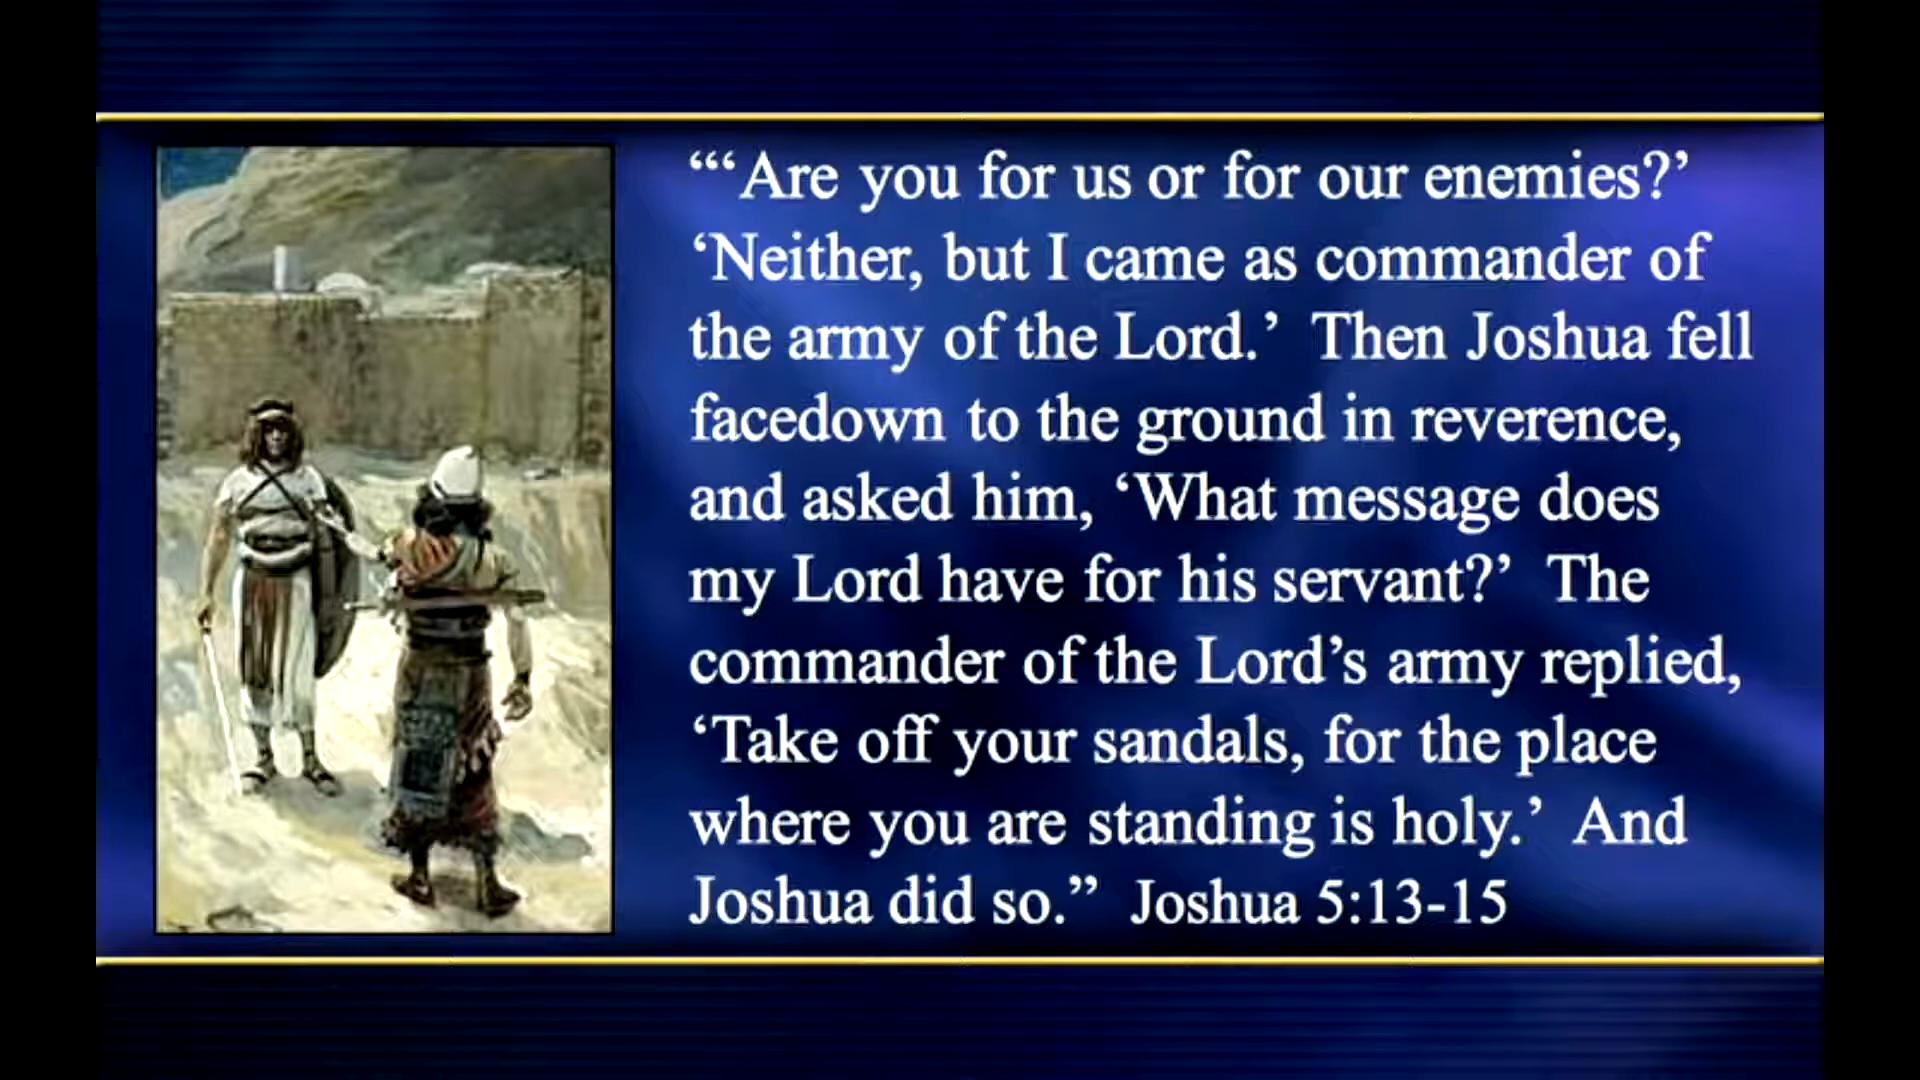 “‘‘Are you for us or for our enemies?’
‘Neither, but I came as commander of
the army of the Lord.’ Then Joshua fell
facedown to the ground in reverence,
and asked him, ‘What message does
my Lord have for his servant?’ The
commander of the Lord’s army replied,
‘Take off your sandals, for the place
where you are standing is holy.’ And
Joshua did so.” Joshua 5:13-15